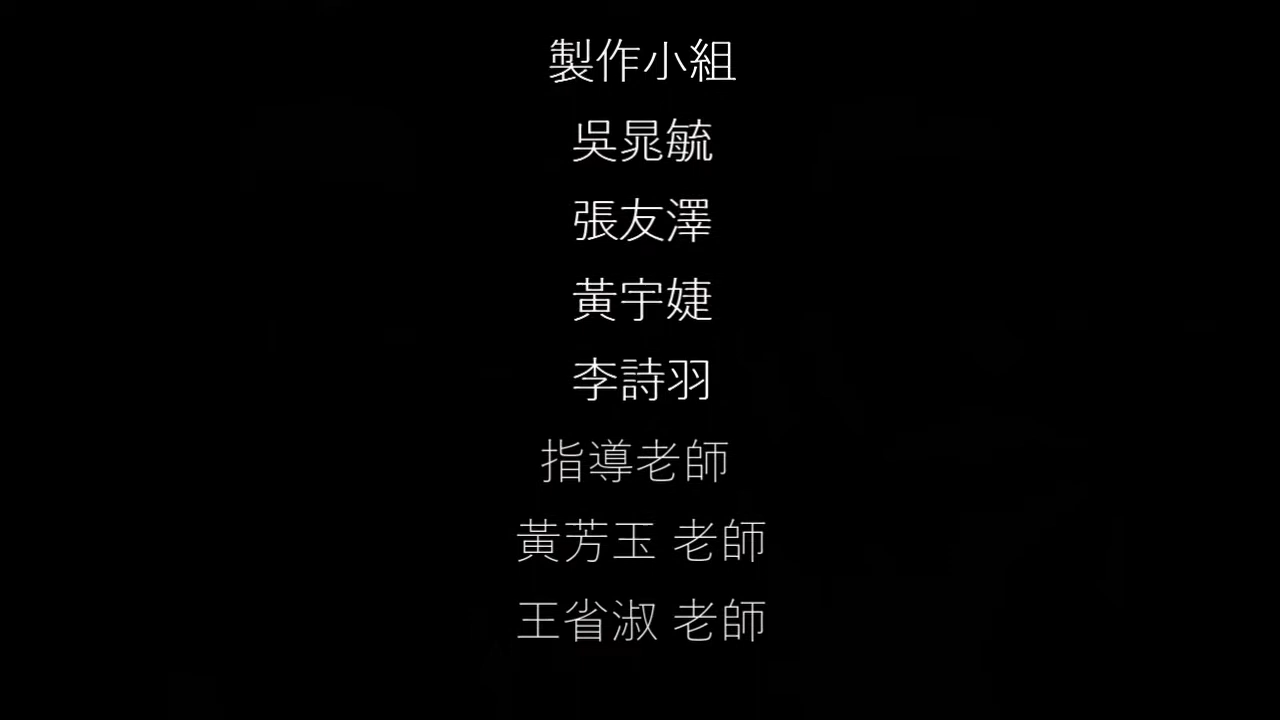 製作小組
吳晁毓
張友澤
黃宇婕
李詩羽
指導老師
黃芳玉 老師
王省淑 老師